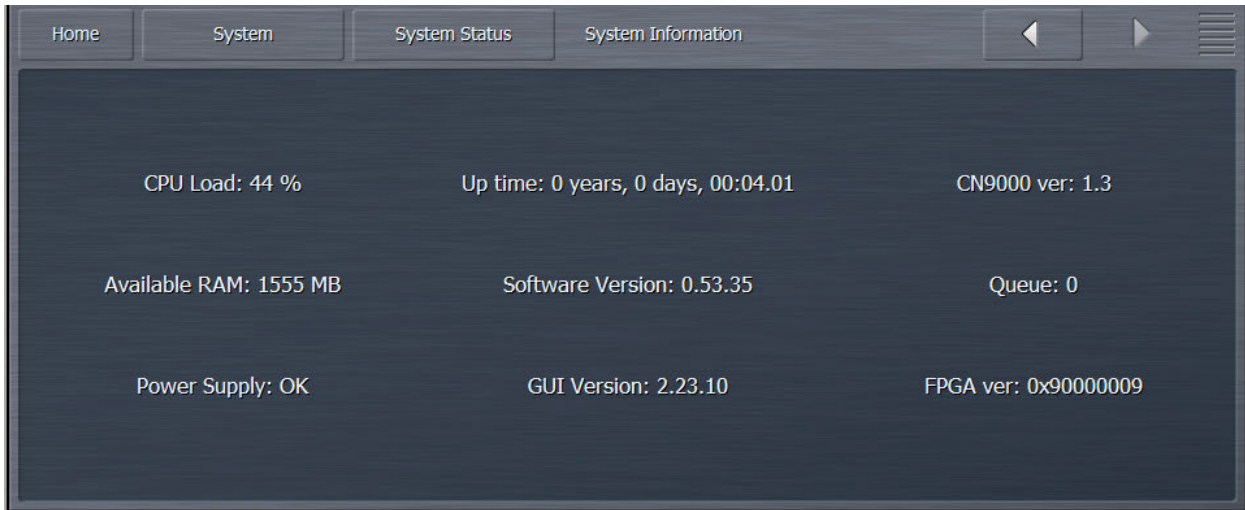 Home System System Status System Information
CPU Load: 44 % Up time: 0 years, 0 days, 00:04.01 CN9000 ver: 1.3
Available RAM: 1555 MB Software Version: 0.53.35 Queue: 0
Power Supply: OK GUI Version: 2.23.10 FPGA ver: 0x90000009